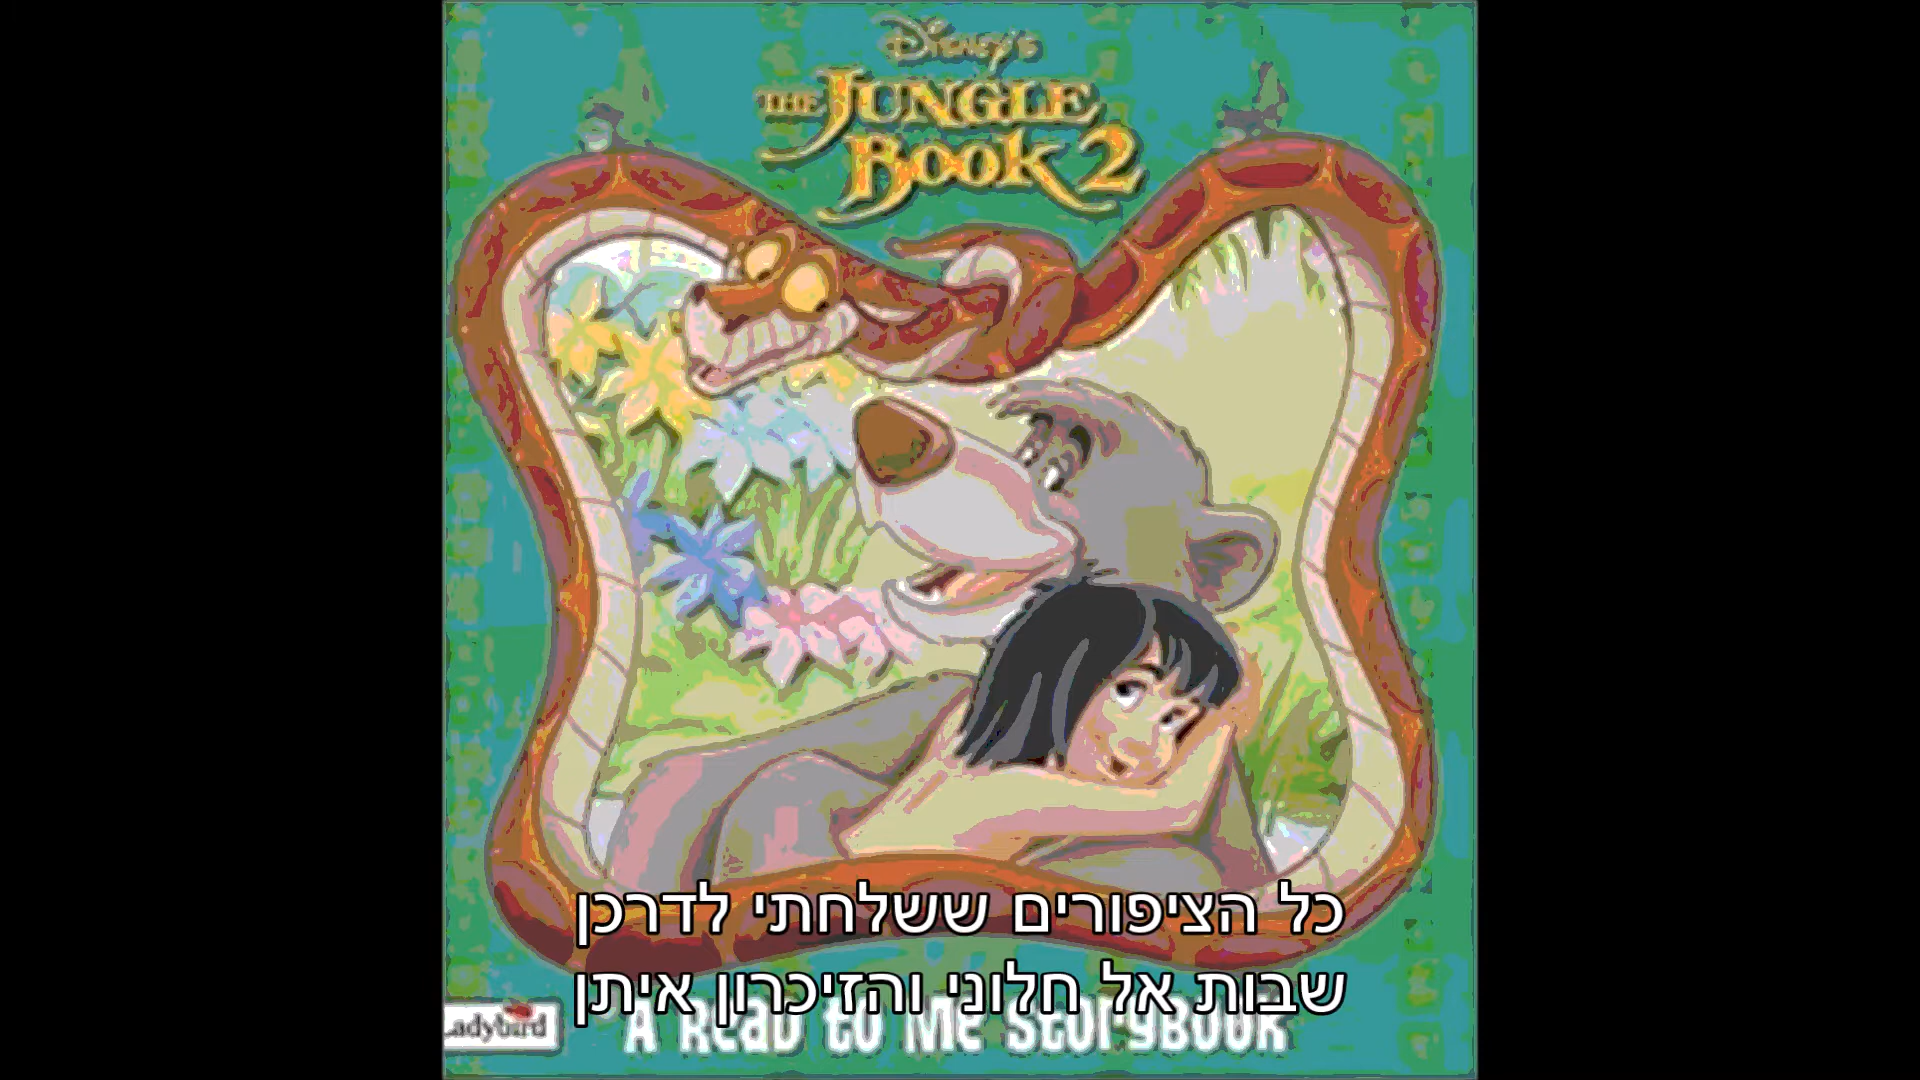 Disney's
THE JUNGLE
BOOK 2
כל הציפורים ששלחתי לדרכן
שבות אל חלוני והזיכרון איתן
Ladybird
A Read to Me Storybook